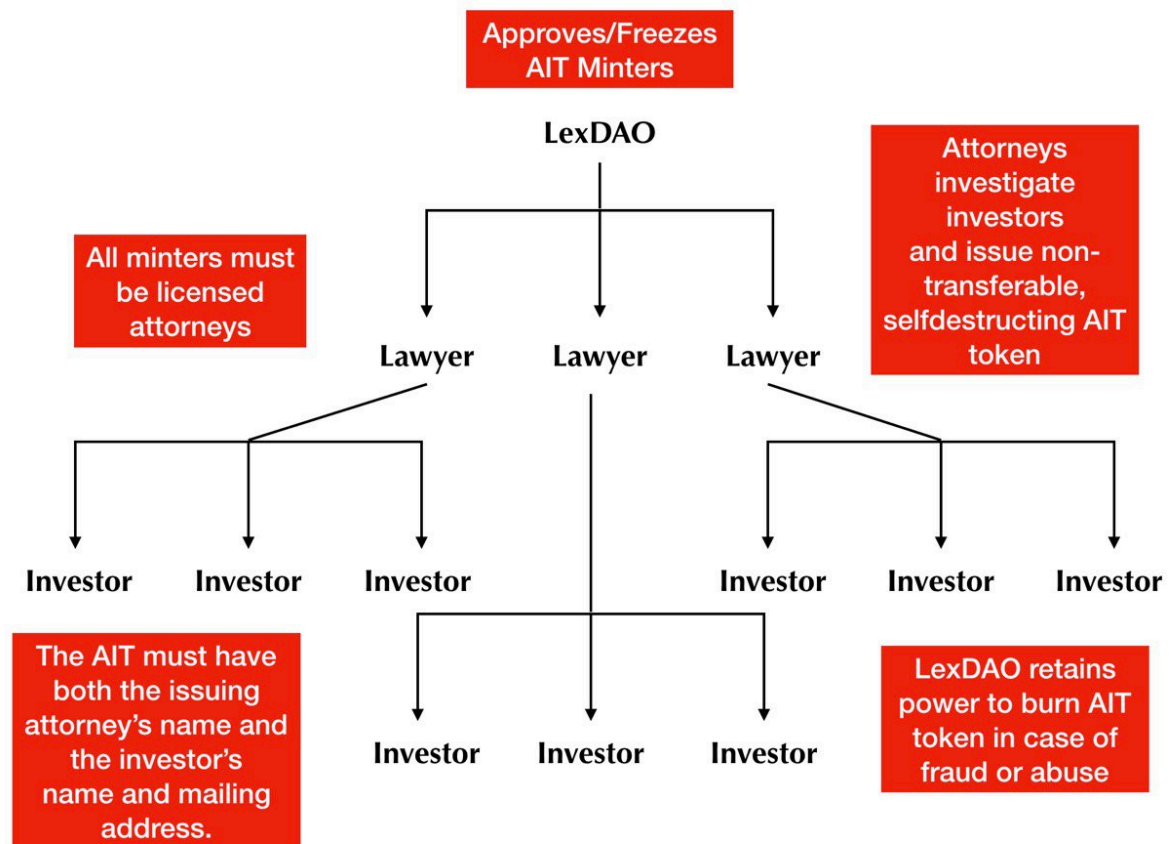 Approves/Freezes
AIT Minters
LexDAO
Attorneys
investigate
investors
and issue non-
transferable,
selfdestructing AIT
token
All minters must
be licensed
attorneys
Lawyer
Lawyer
Lawyer
Investor
Investor
Investor
Investor
Investor
Investor
The AIT must have
both the issuing
attorney’s name and
the investor’s
name and mailing
address.
Investor
Investor
Investor
LexDAO retains
power to burn AIT
token in case of
fraud or abuse